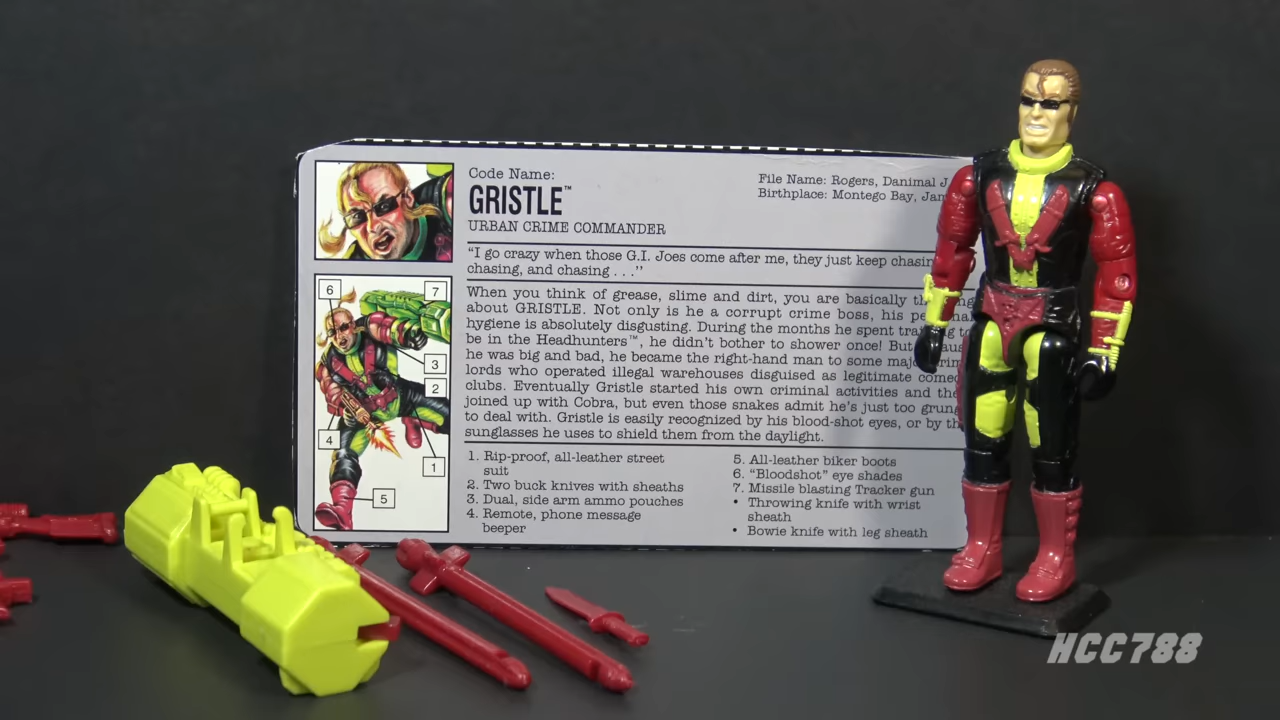 Code Name:
GRISTLE™
URBAN CRIME COMMANDER
File Name: Rogers, Danimal J.
Birthplace: Montego Bay,
"I go crazy when those G.I. Joes come after me, they just keep
chasing, and chasing . . ."
When you think of grease, slime and dirt, you are basically
about GRISTLE. Not only is he a corrupt crime boss, his
hygiene is absolutely disgusting. During the months he spent
be in the Headhunters™, he didn't bother to shower once! But
he was big and bad, he became the right-hand man to some
lords who operated illegal warehouses disguised as legitimate
clubs. Eventually Gristle started his own criminal activities and
joined up with Cobra, but even those snakes admit he's just too
to deal with. Gristle is easily recognized by his blood-shot eyes, or by
sunglasses he uses to shield them from the daylight.
6
7
3
2
4
1
5
1. Rip-proof, all-leather street
suit
2. Two buck knives with sheaths
3. Dual, side arm ammo pouches
4. Remote, phone message
beeper
5. All-leather biker boots
6. "Bloodshot" eye shades
7. Missile blasting Tracker gun
• Throwing knife with wrist
sheath
• Bowie knife with leg sheath
HCC788